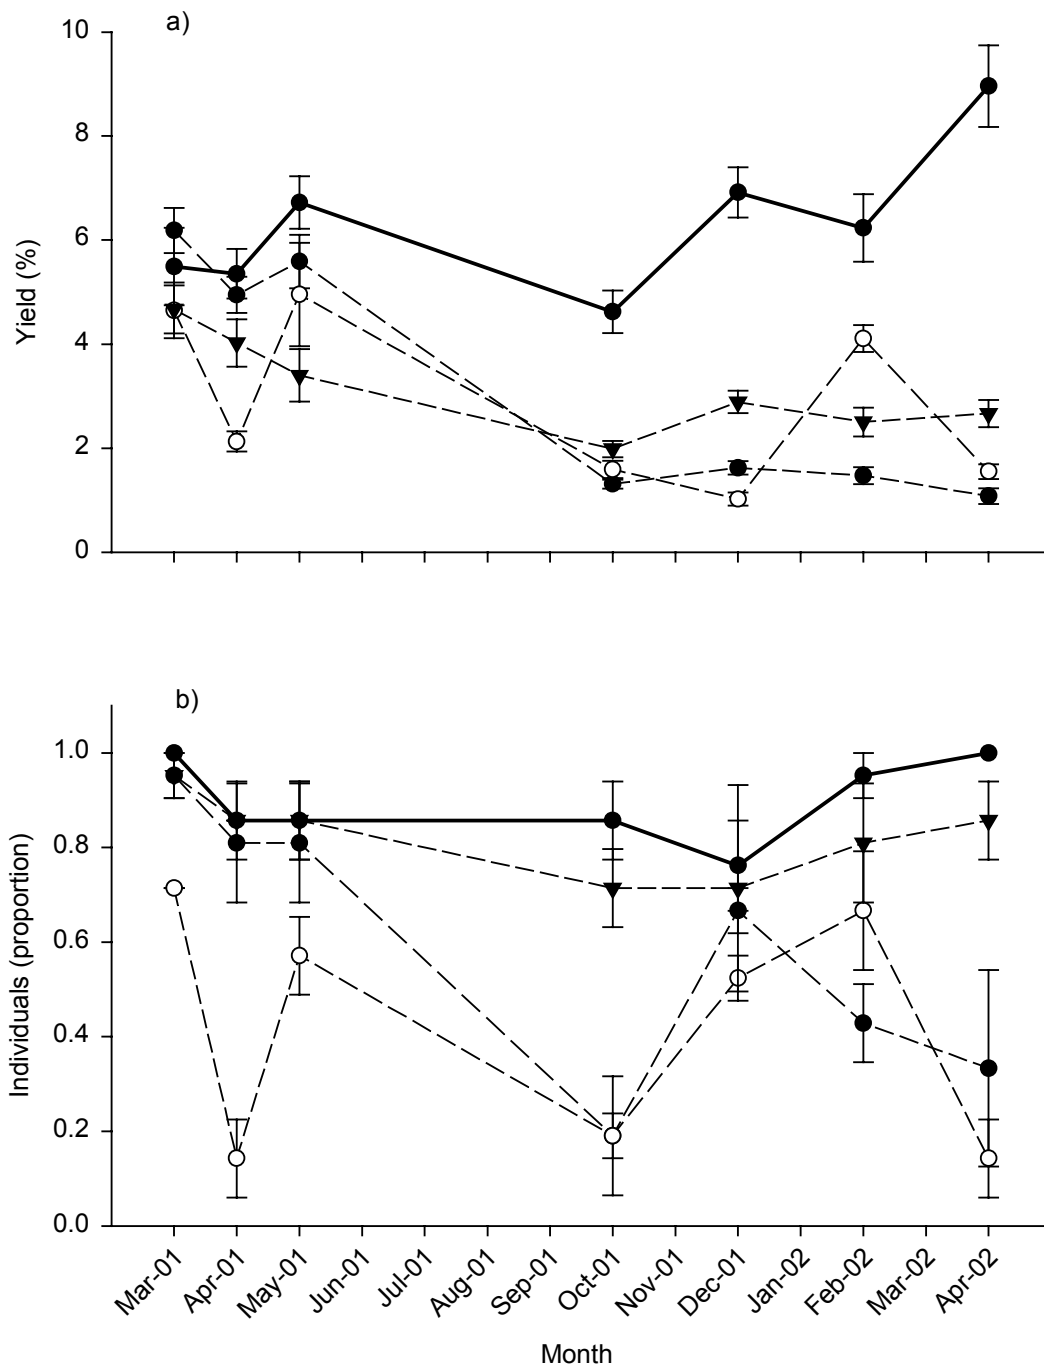 a)
10
8
6
4
2
0
Yield (%)
b)
1.0
0.8
0.6
0.4
0.2
0.0
Individuals (proportion)
Mar-01
Apr-01
May-01
Jun-01
Jul-01
Aug-01
Sep-01
Oct-01
Nov-01
Dec-01
Jan-02
Feb-02
Mar-02
Apr-02
Month